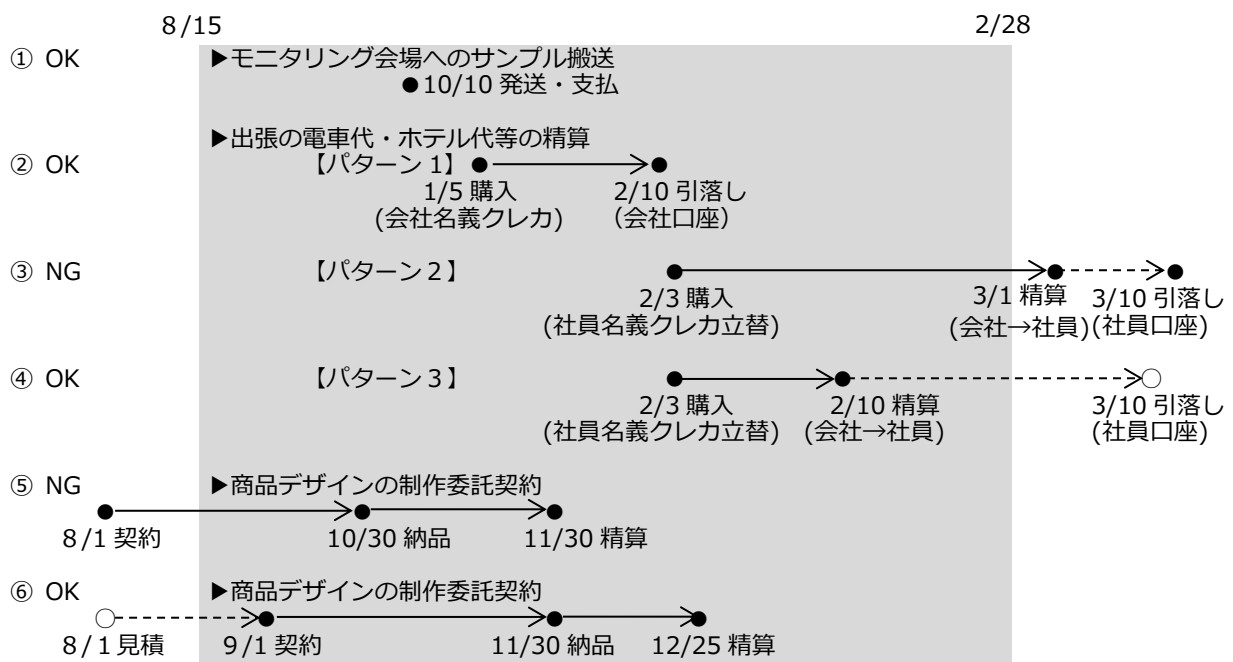 8/15 2/28
① OK ▶モニタリング会場へのサンプル搬送
●10/10 発送・支払
▶出張の電車代・ホテル代等の精算
② OK 【パターン1】
1/5 購入 2/10 引落し
(会社名義クレカ) (会社口座)
③ NG 【パターン2】
2/3 購入 3/1 精算 3/10 引落し
(社員名義クレカ立替) (会社→社員) (社員口座)
④ OK 【パターン3】
2/3 購入 2/10 精算 3/10 引落し
(社員名義クレカ立替) (会社→社員) (社員口座)
⑤ NG ▶商品デザインの制作委託契約
8/1 契約 10/30 納品 11/30 精算
⑥ OK ▶商品デザインの制作委託契約
8/1 見積 9/1 契約 11/30 納品 12/25 精算